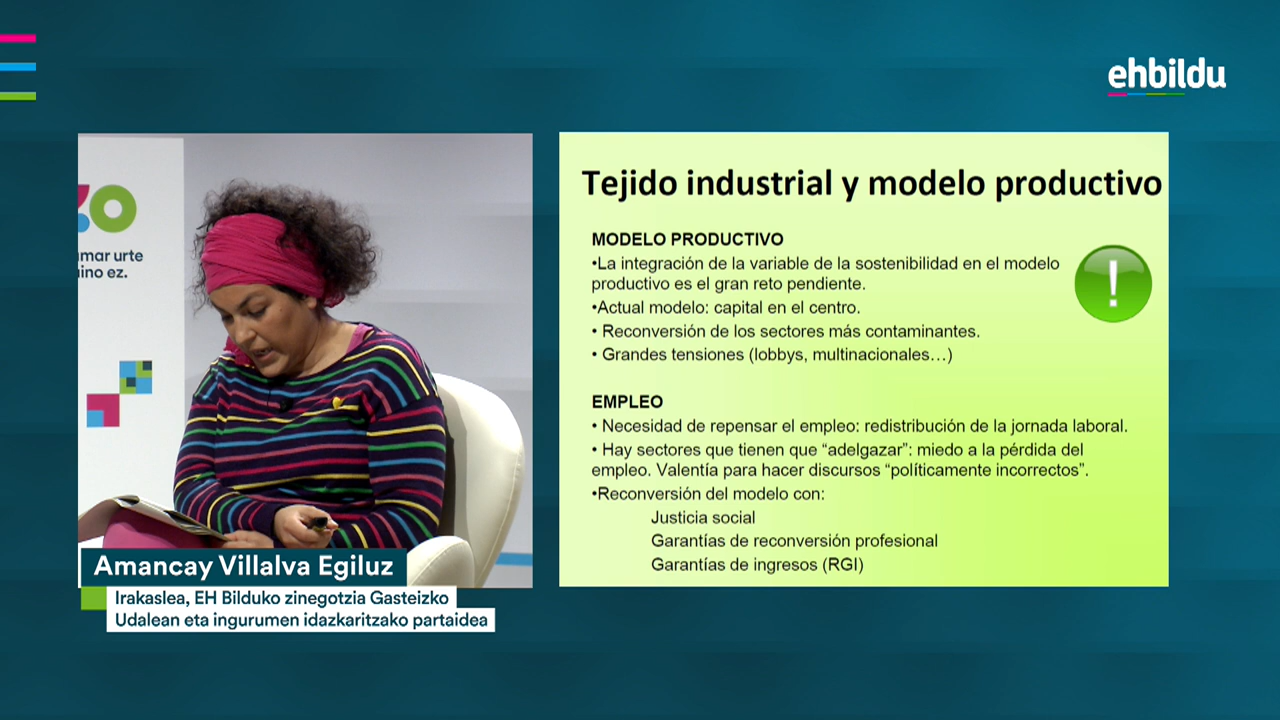 ehbildu
Tejido industrial y modelo productivo
MODELO PRODUCTIVO
•La integración de la variable de la sostenibilidad en el modelo
productivo es el gran reto pendiente.
•Actual modelo: capital en el centro.
• Reconversión de los sectores más contaminantes.
• Grandes tensiones (lobbys, multinacionales…)
EMPLEO
• Necesidad de repensar el empleo: redistribución de la jornada laboral.
• Hay sectores que tienen que “adelgazar”: miedo a la pérdida del
empleo. Valentía para hacer discursos “políticamente incorrectos”.
•Reconversión del modelo con:
Justicia social
Garantías de reconversión profesional
Garantías de ingresos (RGI)
!
mar urte
ino ez.
Amancay Villalva Egiluz
Irakaslea, EH Bilduko zinegotzia Gasteizko
Udalean eta ingurumen idazkaritzako partaidea